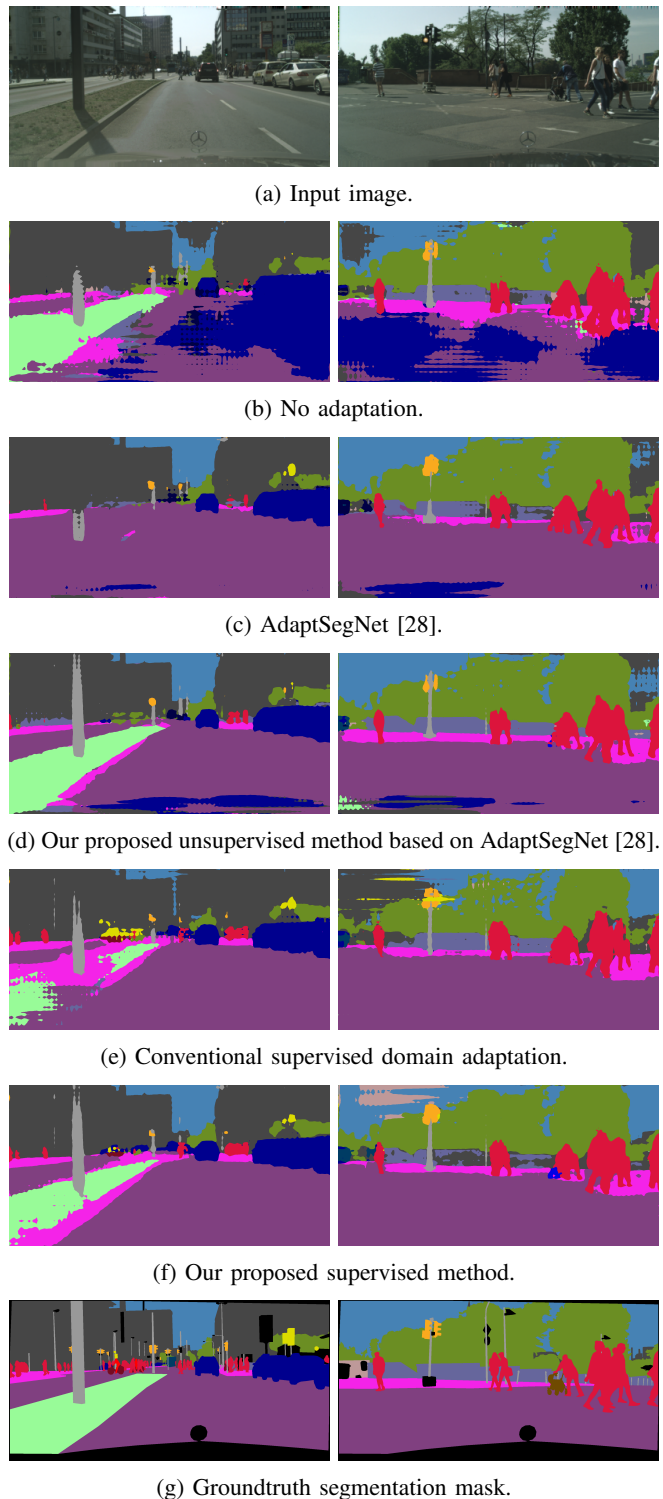 (a) Input image.
(b) No adaptation.
(c) AdaptSegNet [28].
(d) Our proposed unsupervised method based on AdaptSegNet [28].
(e) Conventional supervised domain adaptation.
(f) Our proposed supervised method.
(g) Groundtruth segmentation mask.